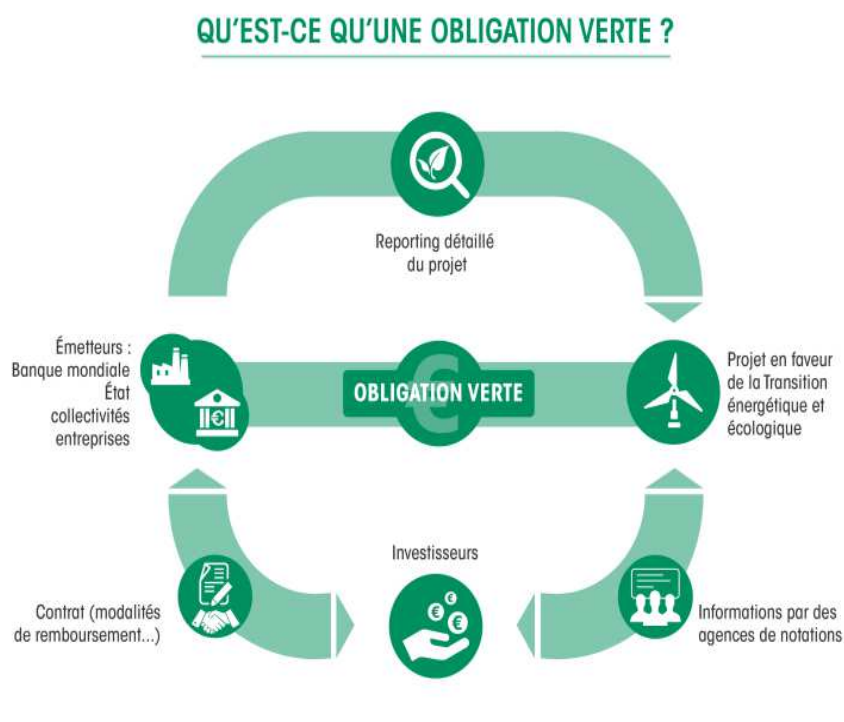 QU'EST-CE QU'UNE OBLIGATION VERTE ?
Reporting détaillé
du projet
Émetteurs :
Banque mondiale
État
collectivités
entreprises
€
OBLIGATION VERTE
Projet en faveur
de la Transition
énergétique et
écologique
Investisseurs
€ € €
Contrat (modalités
de remboursement...)
Informations par des
agences de notations